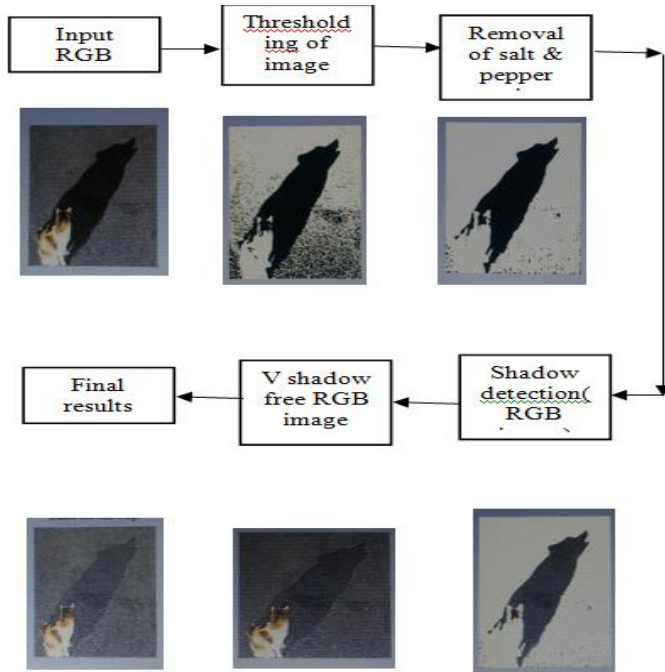 Input
RGB
Threshold
ing of
image
Removal
of salt &
pepper
Shadow
detection(
RGB
V shadow
free RGB
image
Final
results